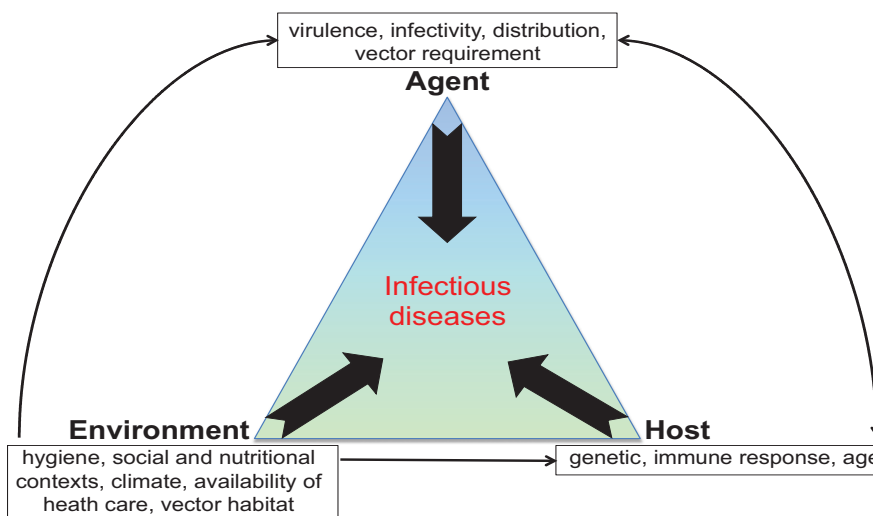 virulence, infectivity, distribution,
vector requirement
Agent
Infectious
diseases
Environment
Host
hygiene, social and nutritional
contexts, climate, availability of
heath care, vector habitat
genetic, immune response, age